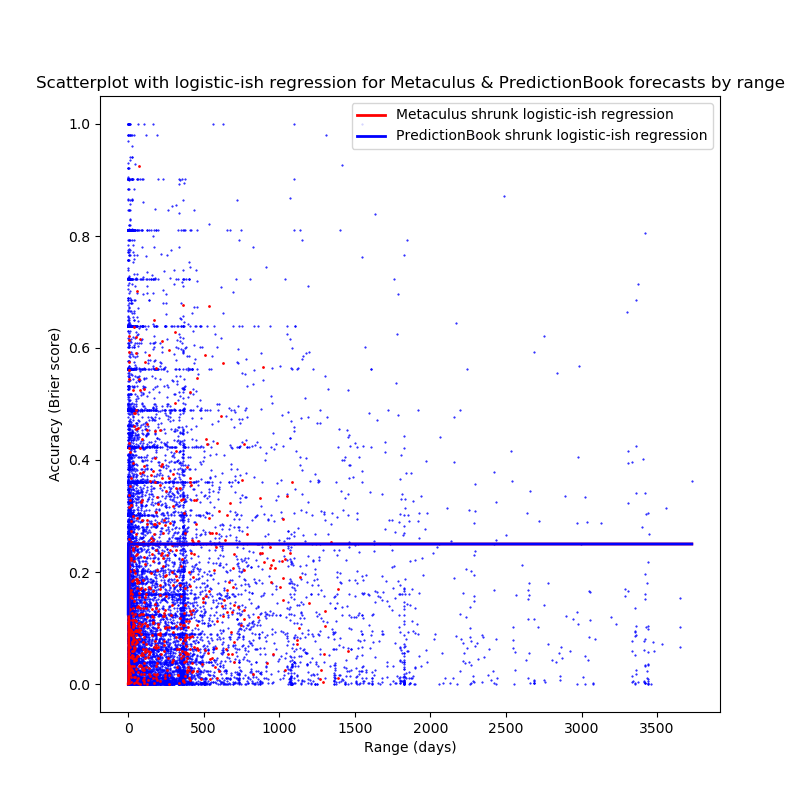 Scatterplot with logistic-ish regression for Metaculus & PredictionBook forecasts by range
Metaculus shrunk logistic-ish regression
PredictionBook shrunk logistic-ish regression
Accuracy (Brier score)
1.0
0.8
0.6
0.4
0.2
0.0
0 500 1000 1500 2000 2500 3000 3500
Range (days)